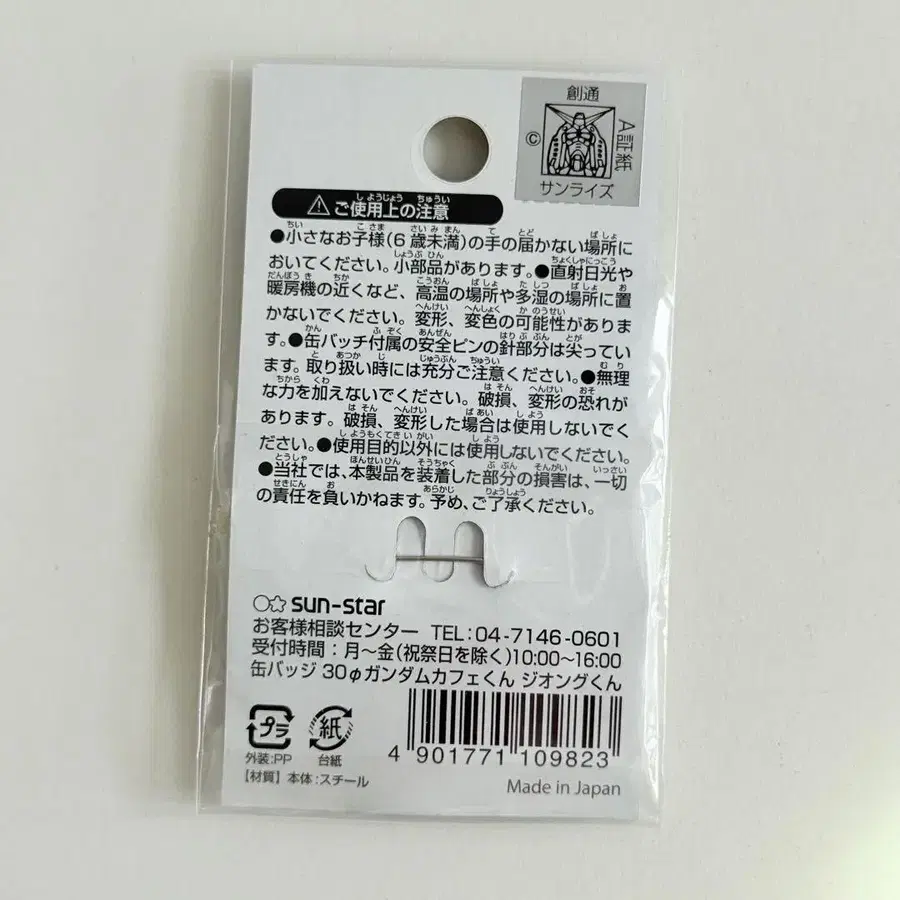 創通
©
A証紙
サンライズ
⚠ご使用上の注意
●小さなお子様(6歳未満)の手の届かない場所に
おいてください。小部品があります。●直射日光や
暖房機の近くなど、高温の場所や多湿の場所に置
かないでください。変形、変色の可能性がありま
す。●缶バッチ付属の安全ピンの針部分は尖ってい
ます。取り扱い時には充分ご注意ください。●無理
な力を加えないでください。破損、変形の恐れが
あります。破損、変形した場合は使用しないでく
ださい。●使用目的以外には使用しないでください。
●当社では、本製品を装着した部分の損害は、一切
の責任を負いかねます。予め、ご了承ください。
○☆ sun-star
お客様相談センター TEL:04-7146-0601
受付時間:月〜金(祝祭日を除く)10:00〜16:00
缶バッジ 30φガンダムカフェくん ジオングくん
プラ 紙
外装:PP 台紙
4 901771 109823
【材質】本体:スチール
Made in Japan